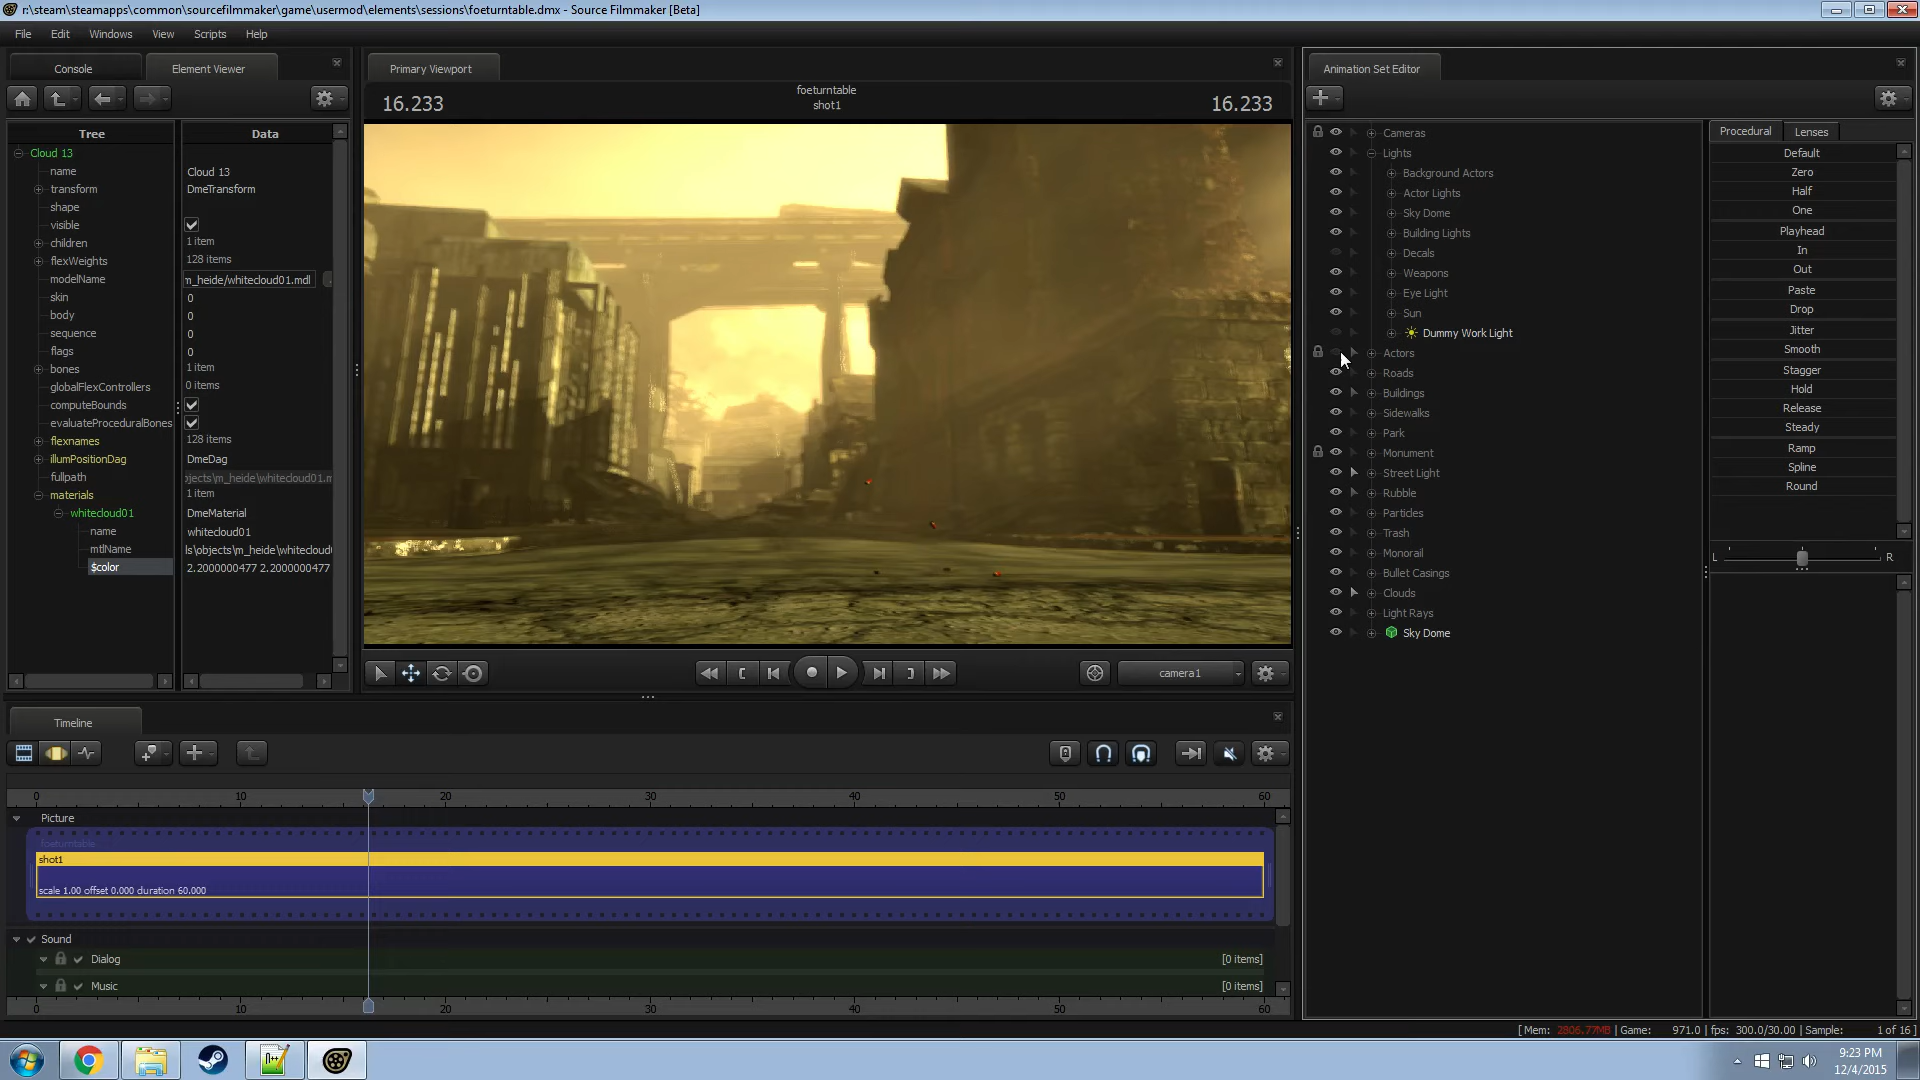 r:\steam\steamapps\common\sourcefilmmaker\game\usermod\elements\sessions\foeturntable.dmx - Source Filmmaker [Beta]
File Edit Windows View Scripts Help
Console Element Viewer
Tree Data
Cloud 13
name Cloud 13
transform DmeTransform
shape
visible
children 1 item
flexWeights 128 items
modelName m_heide/whitecloud01.mdl
skin 0
body 0
sequence 0
flags 0
bones 1 item
globalFlexControllers 0 items
computeBounds
evaluateProceduralBones
flexnames 128 items
illumPositionDag DmeDag
fullpath bjects\m_heide\whitecloud01.m
materials 1 item
whitecloud01 DmeMaterial
name whitecloud01
mtlName ls\objects\m_heide\whitecloud
$color 2.2000000477 2.2000000477
Primary Viewport
foeturntable
16.233 16.233
shot1
camera1
Animation Set Editor
Cameras
Lights
Background Actors
Actor Lights
Sky Dome
Building Lights
Decals
Weapons
Eye Light
Sun
Dummy Work Light
Actors
Roads
Buildings
Sidewalks
Park
Monument
Street Light
Rubble
Particles
Trash
Monorail
Bullet Casings
Clouds
Light Rays
Sky Dome
Procedural Lenses
Default
Zero
Half
One
Playhead
In
Out
Paste
Drop
Jitter
Smooth
Stagger
Hold
Release
Steady
Ramp
Spline
Round
L R
Timeline
0 10 20 30 40 50 60
Picture
foeturntable
shot1
scale 1.00 offset 0.000 duration 60.000
Sound
Dialog [0 items]
Music [0 items]
0 10 20 30 40 50 60
[ Mem: 2806.77MB | Game: 971.0 | fps: 300.0/30.00 | Sample: 1 of 16 ]
9:23 PM
12/4/2015